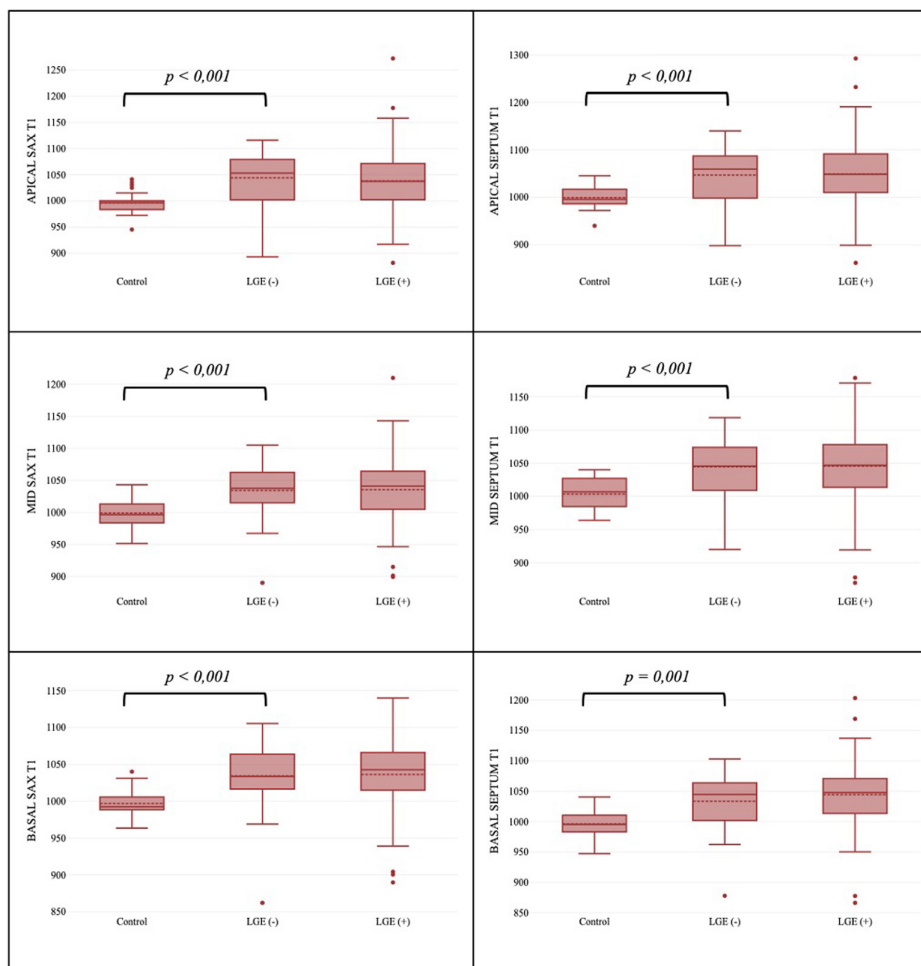 p < 0,001
APICAL SAX T1
1250
1200
1150
1100
1050
1000
950
900
Control
LGE (-)
LGE (+)
p < 0,001
APICAL SEPTUM T1
1300
1200
1100
1000
900
Control
LGE (-)
LGE (+)
p < 0,001
MID SAX T1
1200
1150
1100
1050
1000
950
900
Control
LGE (-)
LGE (+)
p < 0,001
MID SEPTUM T1
1150
1100
1050
1000
950
900
Control
LGE (-)
LGE (+)
p < 0,001
BASAL SAX T1
1150
1100
1050
1000
950
900
850
Control
LGE (-)
LGE (+)
p = 0,001
BASAL SEPTUM T1
1200
1150
1100
1050
1000
950
900
850
Control
LGE (-)
LGE (+)